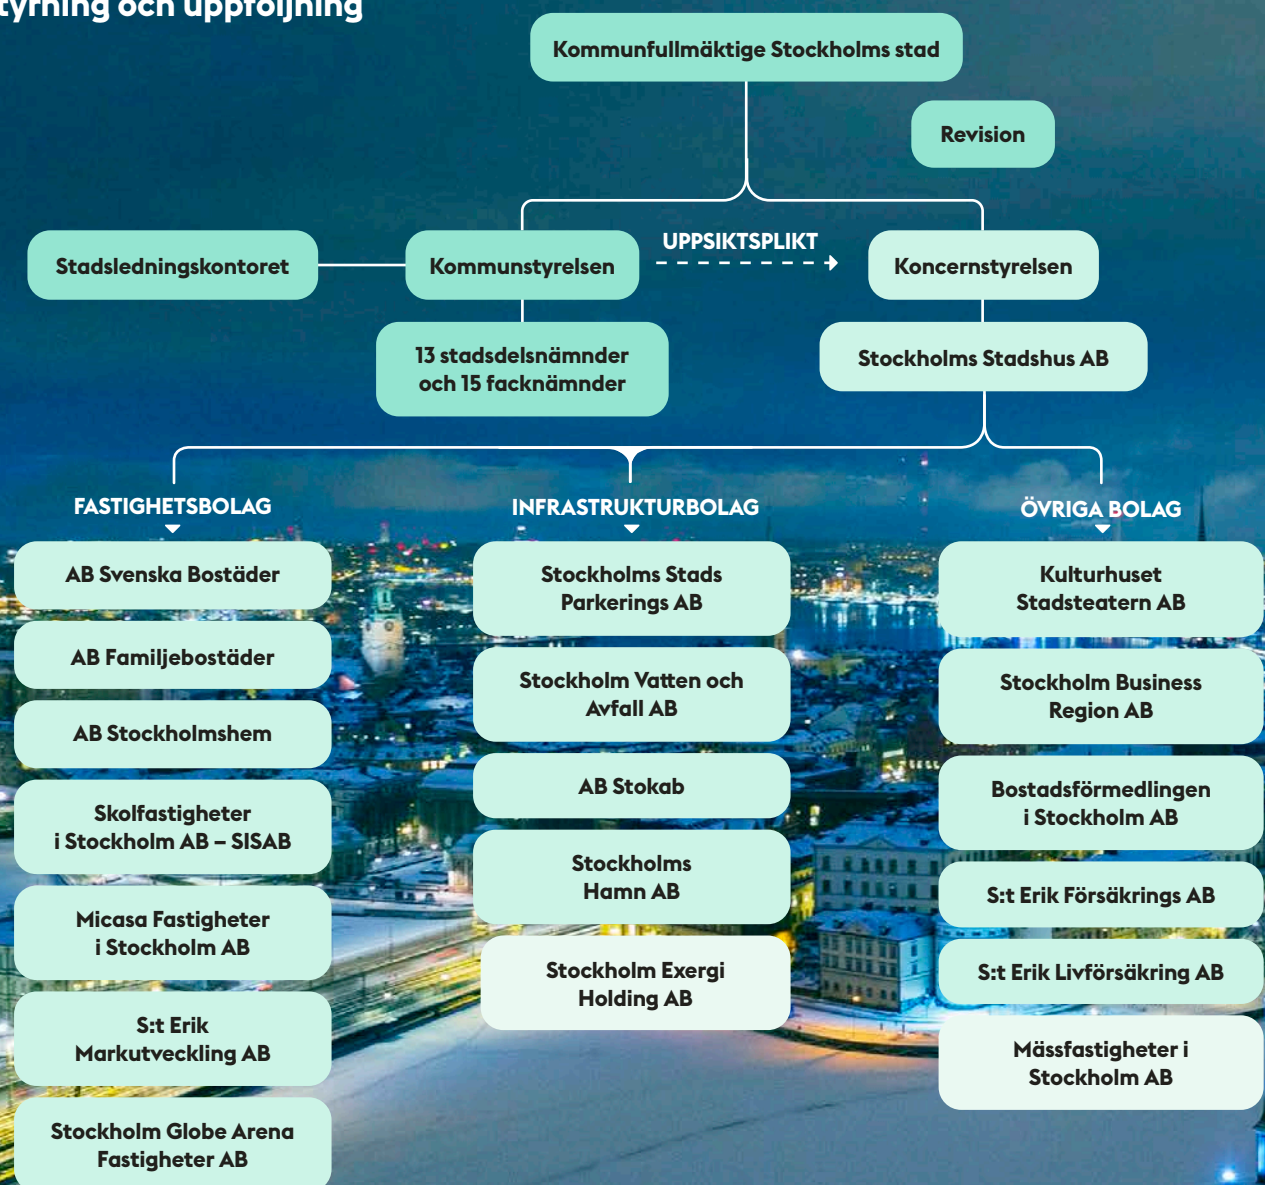 och uppföljning
Kommunfullmäktige Stockholms stad
Revision
Stadsledningskontoret
Kommunstyrelsen
UPPSIKTSPLIKT
Koncernstyrelsen
13 stadsdelsnämnder
och 15 facknämnder
Stockholms Stadshus AB
FASTIGHETSBOLAG
AB Svenska Bostäder
AB Familjebostäder
AB Stockholmshem
Skolfastigheter
i Stockholm AB – SISAB
Micasa Fastigheter
i Stockholm AB
S:t Erik
Markutveckling AB
Stockholm Globe Arena
Fastigheter AB
INFRASTRUKTURBOLAG
Stockholms Stads
Parkerings AB
Stockholm Vatten och
Avfall AB
AB Stokab
Stockholms
Hamn AB
Stockholm Exergi
Holding AB
ÖVRIGA BOLAG
Kulturhuset
Stadsteatern AB
Stockholm Business
Region AB
Bostadsförmedlingen
i Stockholm AB
S:t Erik Försäkrings AB
S:t Erik Livförsäkring AB
Mässfastigheter i
Stockholm AB